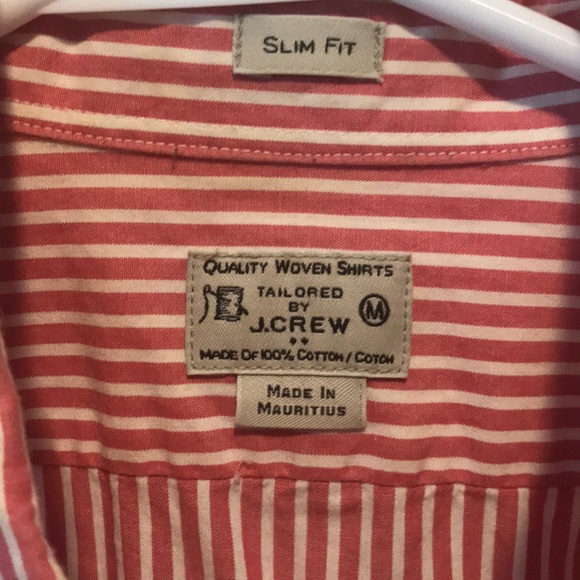 SLIM FIT
QUALITY WOVEN SHIRTS
TAILORED
BY
J.CREW
M
MADE OF 100% COTTON / COTON
MADE IN
MAURITIUS